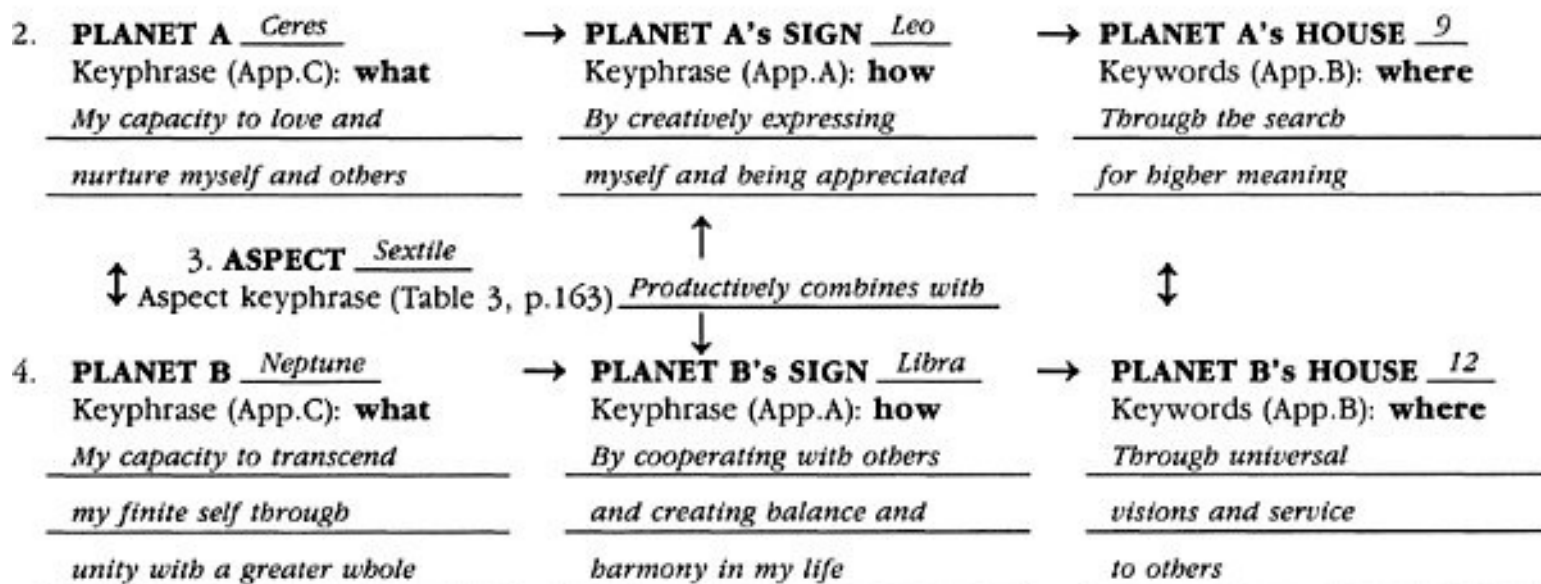 2. PLANET A Ceres → PLANET A's SIGN Leo → PLANET A's HOUSE 9
Keyphrase (App.C): what Keyphrase (App.A): how Keywords (App.B): where
My capacity to love and By creatively expressing Through the search
nurture myself and others myself and being appreciated for higher meaning
3. ASPECT Sextile
Aspect keyphrase (Table 3, p.163) Productively combines with
4. PLANET B Neptune → PLANET B's SIGN Libra → PLANET B's HOUSE 12
Keyphrase (App.C): what Keyphrase (App.A): how Keywords (App.B): where
My capacity to transcend By cooperating with others Through universal
my finite self through and creating balance and visions and service
unity with a greater whole harmony in my life to others